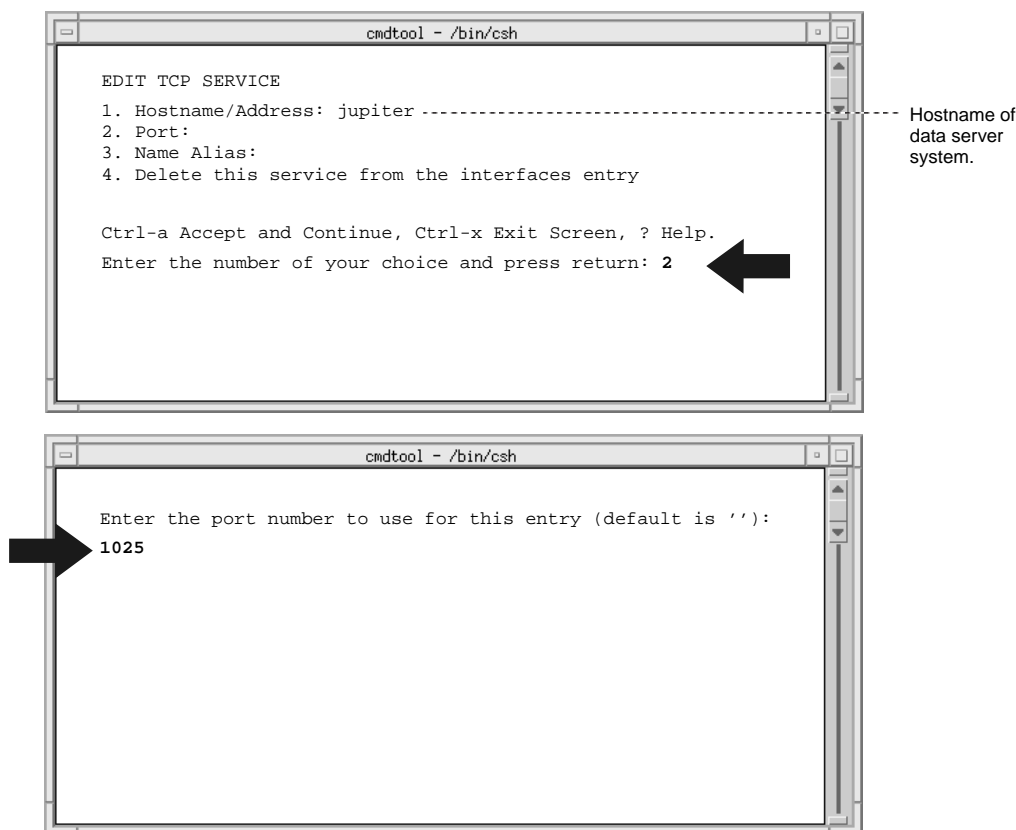 cmdtool - /bin/csh
EDIT TCP SERVICE
1. Hostname/Address: jupiter
Hostname of
data server
system.
2. Port:
3. Name Alias:
4. Delete this service from the interfaces entry
Ctrl-a Accept and Continue, Ctrl-x Exit Screen, ? Help.
Enter the number of your choice and press return: 2
cmdtool - /bin/csh
Enter the port number to use for this entry (default is ''):
1025